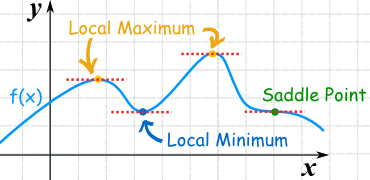 y
Local Maximum
f(x)
Saddle Point
Local Minimum
x